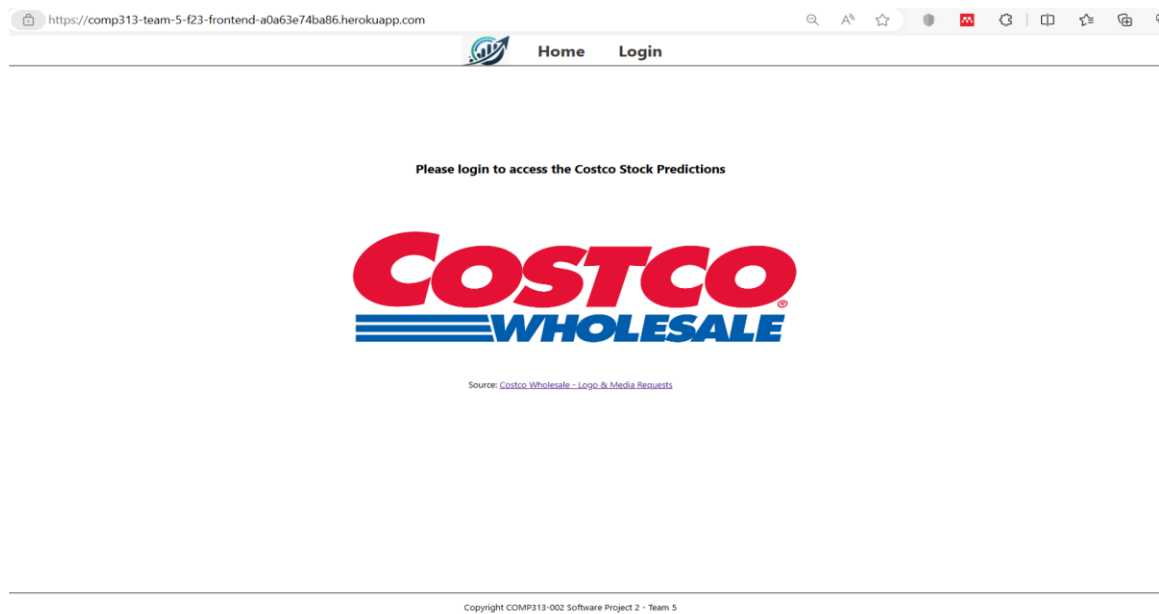 https://comp313-team-5-f23-frontend-a0a63e74ba86.herokuapp.com
Home Login
Please login to access the Costco Stock Predictions
COSTCO
®
WHOLESALE
Source: Costco Wholesale - Logo & Media Requests
Copyright COMP313-002 Software Project 2 - Team 5